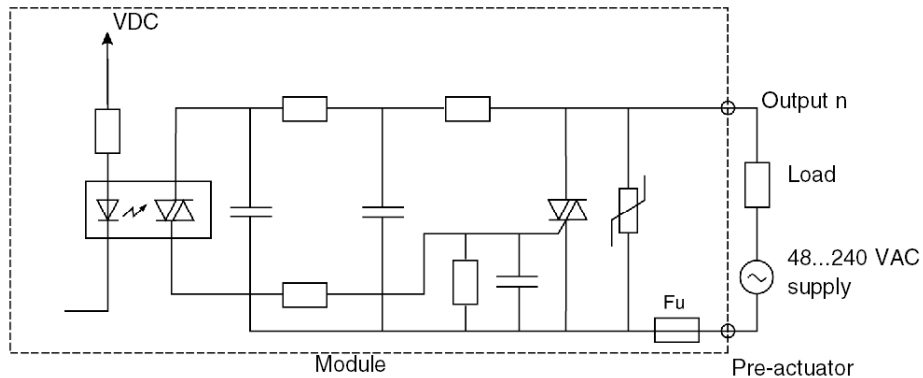 VDC
Output n
Load
48...240 VAC
supply
Fu
Module
Pre-actuator